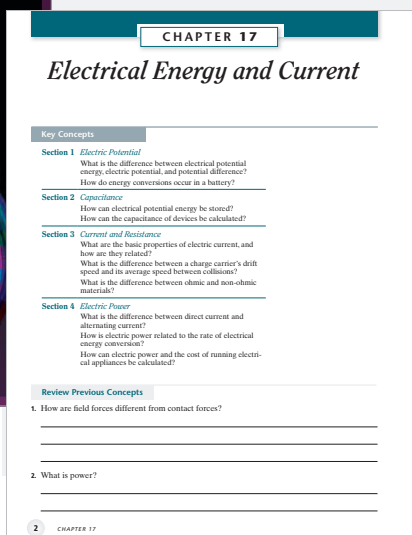 CHAPTER 17
Electrical Energy and Current
Key Concepts
Section 1 Electric Potential
What is the difference between electrical potential
energy, electric potential, and potential difference?
How do energy conversions occur in a battery?
Section 2 Capacitance
How can electrical potential energy be stored?
How can the capacitance of devices be calculated?
Section 3 Current and Resistance
What are the basic properties of electric current, and
how are they related?
What is the difference between a charge carrier's drift
speed and its average speed between collisions?
What is the difference between ohmic and non-ohmic
materials?
Section 4 Electric Power
What is the difference between direct current and
alternating current?
How is electric power related to the rate of electrical
energy conversion?
How can electric power and the cost of running electri-
cal appliances be calculated?
Review Previous Concepts
1. How are field forces different from contact forces?
2. What is power?
2 CHAPTER 17